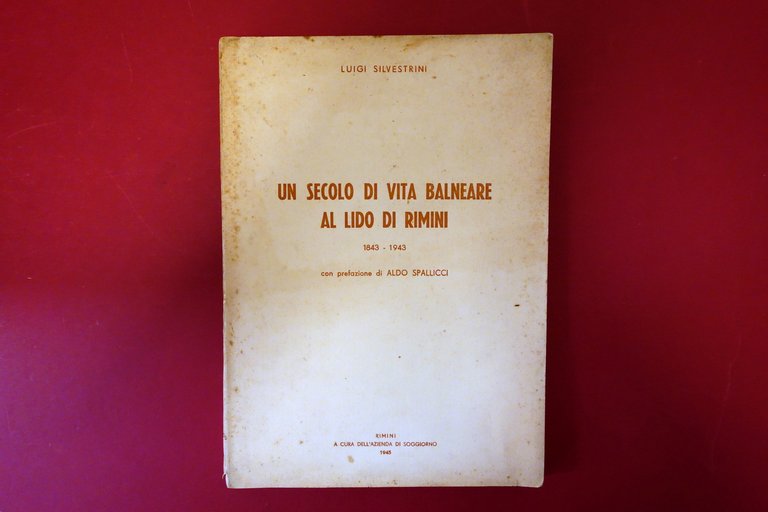 LUIGI SILVESTRINI
UN SECOLO DI VITA BALNEARE
AL LIDO DI RIMINI
1843 - 1943
con prefazione di ALDO SPALLICCI
RIMINI
A CURA DELL'AZIENDA DI SOGGIORNO
1945